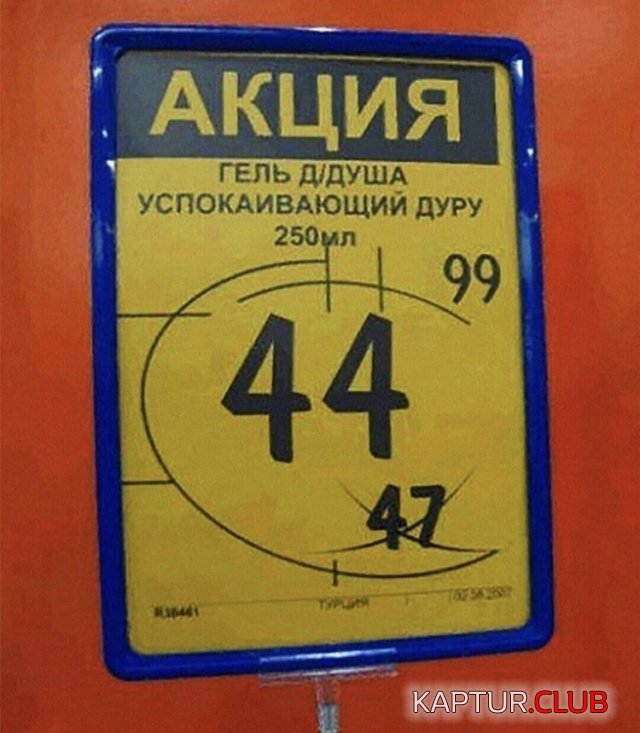 АКЦИЯ
ГЕЛЬ Д/ДУША
УСПОКАИВАЮЩИЙ ДУРУ
250мл
99
44
47
ТУРЦИЯ
KAPTUR.CLUB